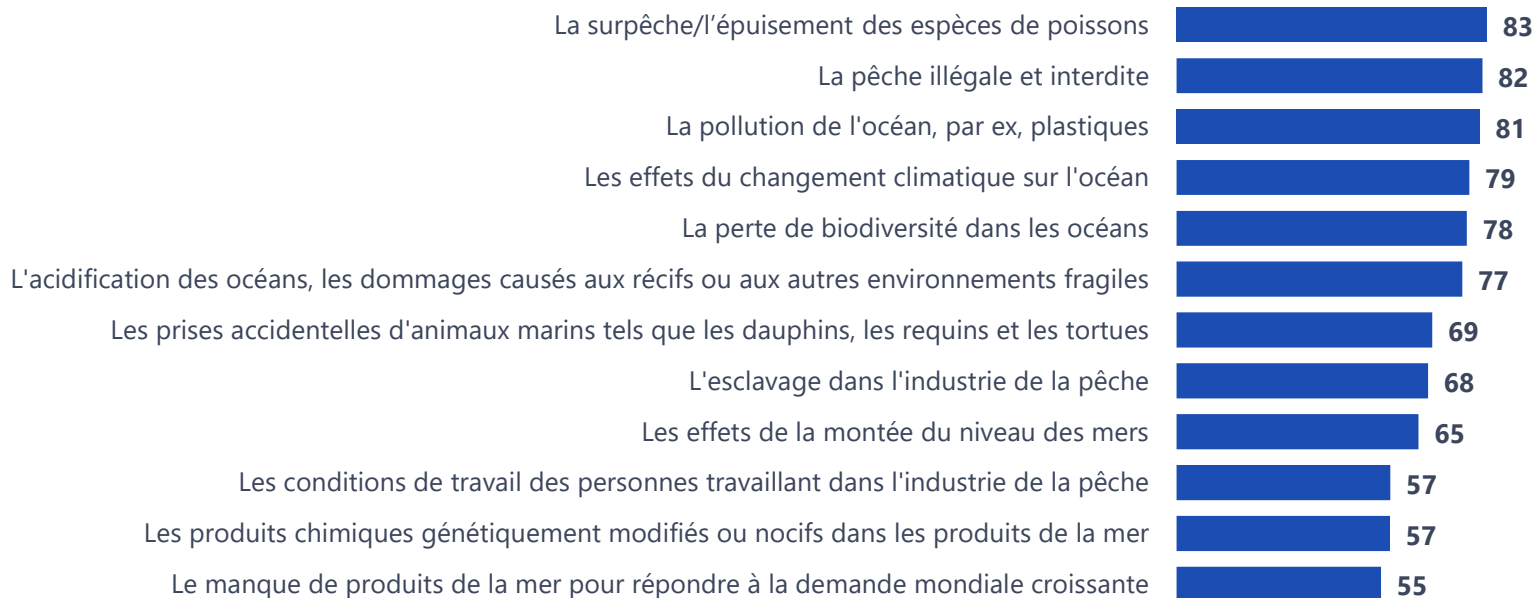 La surpêche/l’épuisement des espèces de poissons 83
La pêche illégale et interdite 82
La pollution de l'océan, par ex, plastiques 81
Les effets du changement climatique sur l'océan 79
La perte de biodiversité dans les océans 78
L'acidification des océans, les dommages causés aux récifs ou aux autres environnements fragiles 77
Les prises accidentelles d'animaux marins tels que les dauphins, les requins et les tortues 69
L'esclavage dans l'industrie de la pêche 68
Les effets de la montée du niveau des mers 65
Les conditions de travail des personnes travaillant dans l'industrie de la pêche 57
Les produits chimiques génétiquement modifiés ou nocifs dans les produits de la mer 57
Le manque de produits de la mer pour répondre à la demande mondiale croissante 55